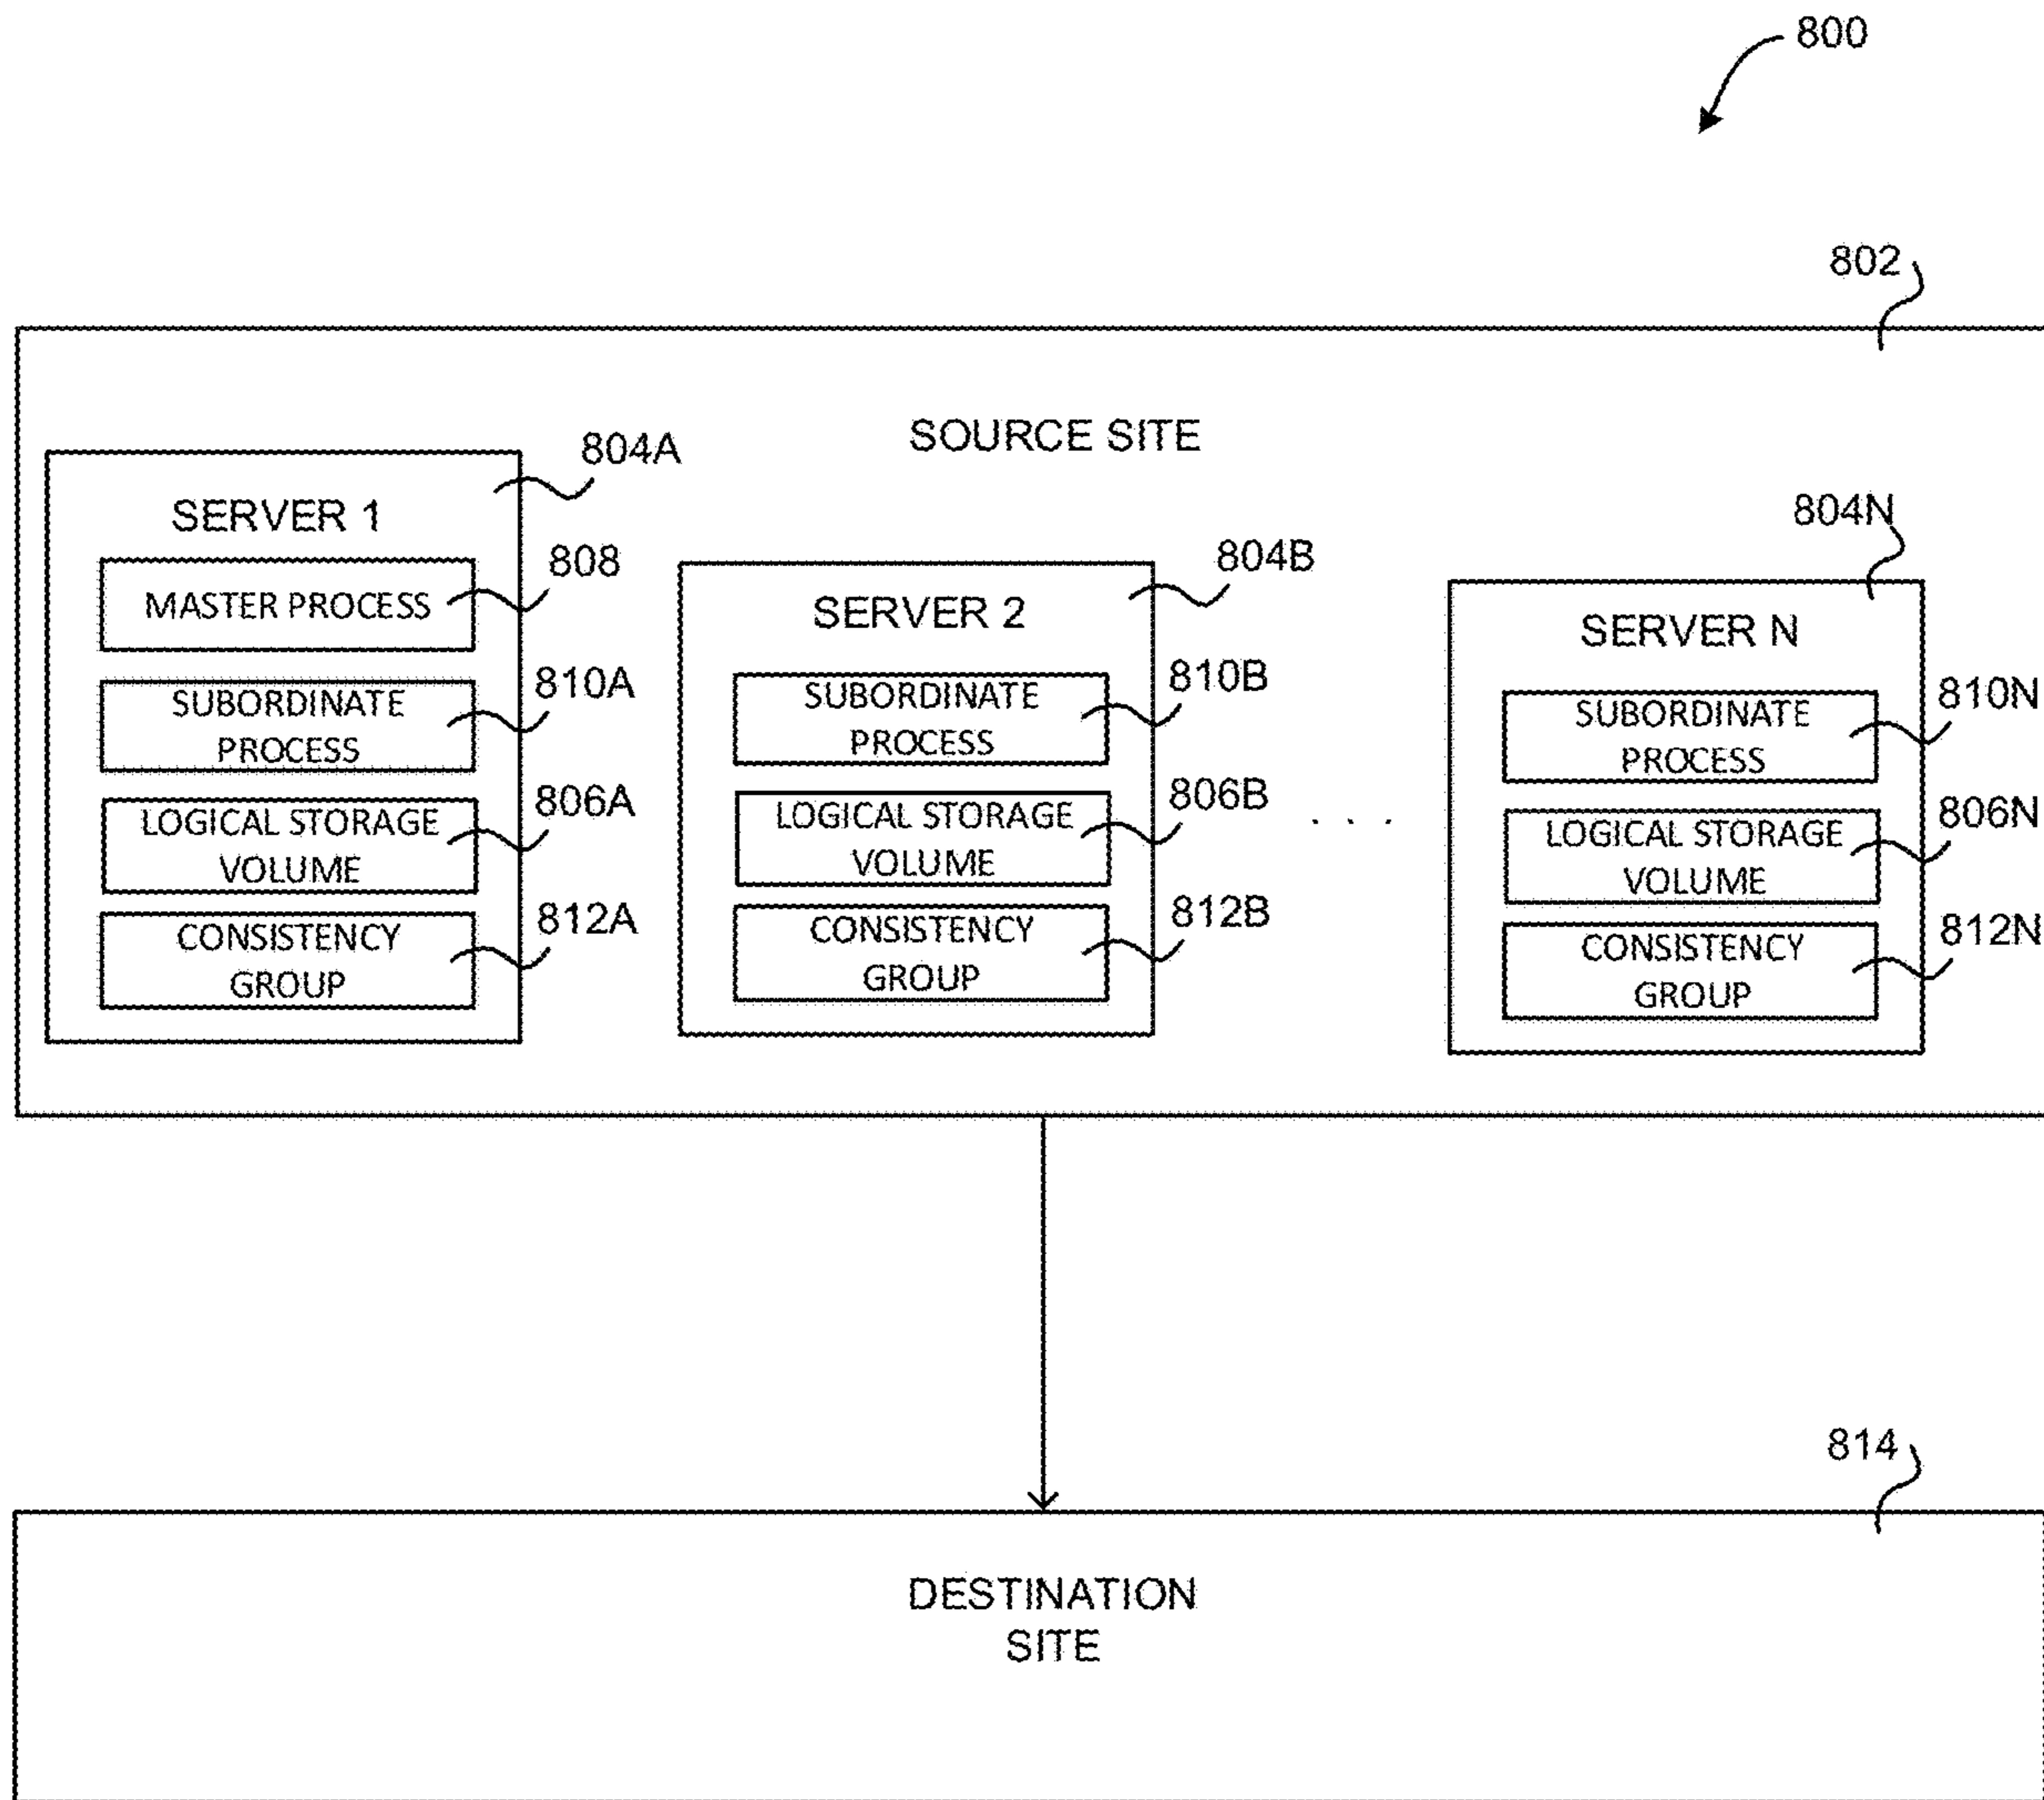 800
802
SOURCE SITE
804A
SERVER 1
808
MASTER PROCESS
810A
SUBORDINATE
PROCESS
806A
LOGICAL STORAGE
VOLUME
812A
CONSISTENCY
GROUP
804B
SERVER 2
810B
SUBORDINATE
PROCESS
806B
LOGICAL STORAGE
VOLUME
812B
CONSISTENCY
GROUP
. . .
804N
SERVER N
810N
SUBORDINATE
PROCESS
806N
LOGICAL STORAGE
VOLUME
812N
CONSISTENCY
GROUP
814
DESTINATION
SITE